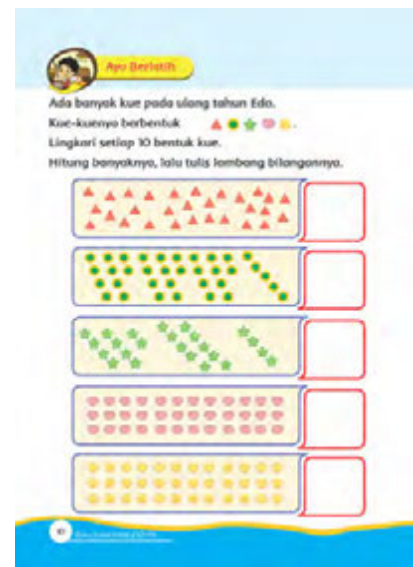 Ayo Berlatih
Ada banyak kue pada ulang tahun Edo.
Kue-kuenya berbentuk
Lingkari setiap 10 bentuk kue.
Hitung banyaknya, lalu tulis lambang bilangannya.